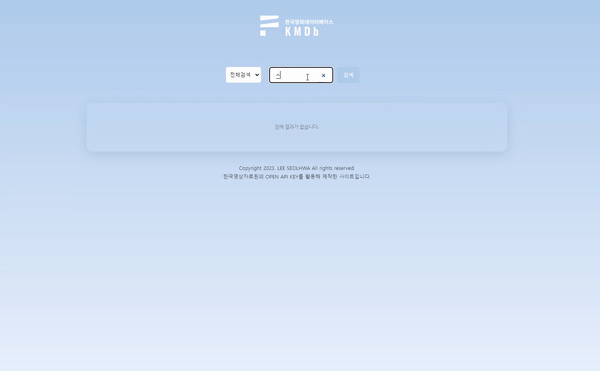 한국영화데이터베이스
KMDb
전체검색
스
검색
검색 결과가 없습니다.
Copyright 2023. LEE SEOLHWA All rights reserved.
한국영상자료원의 OPEN API KEY를 활용해 제작한 사이트입니다.